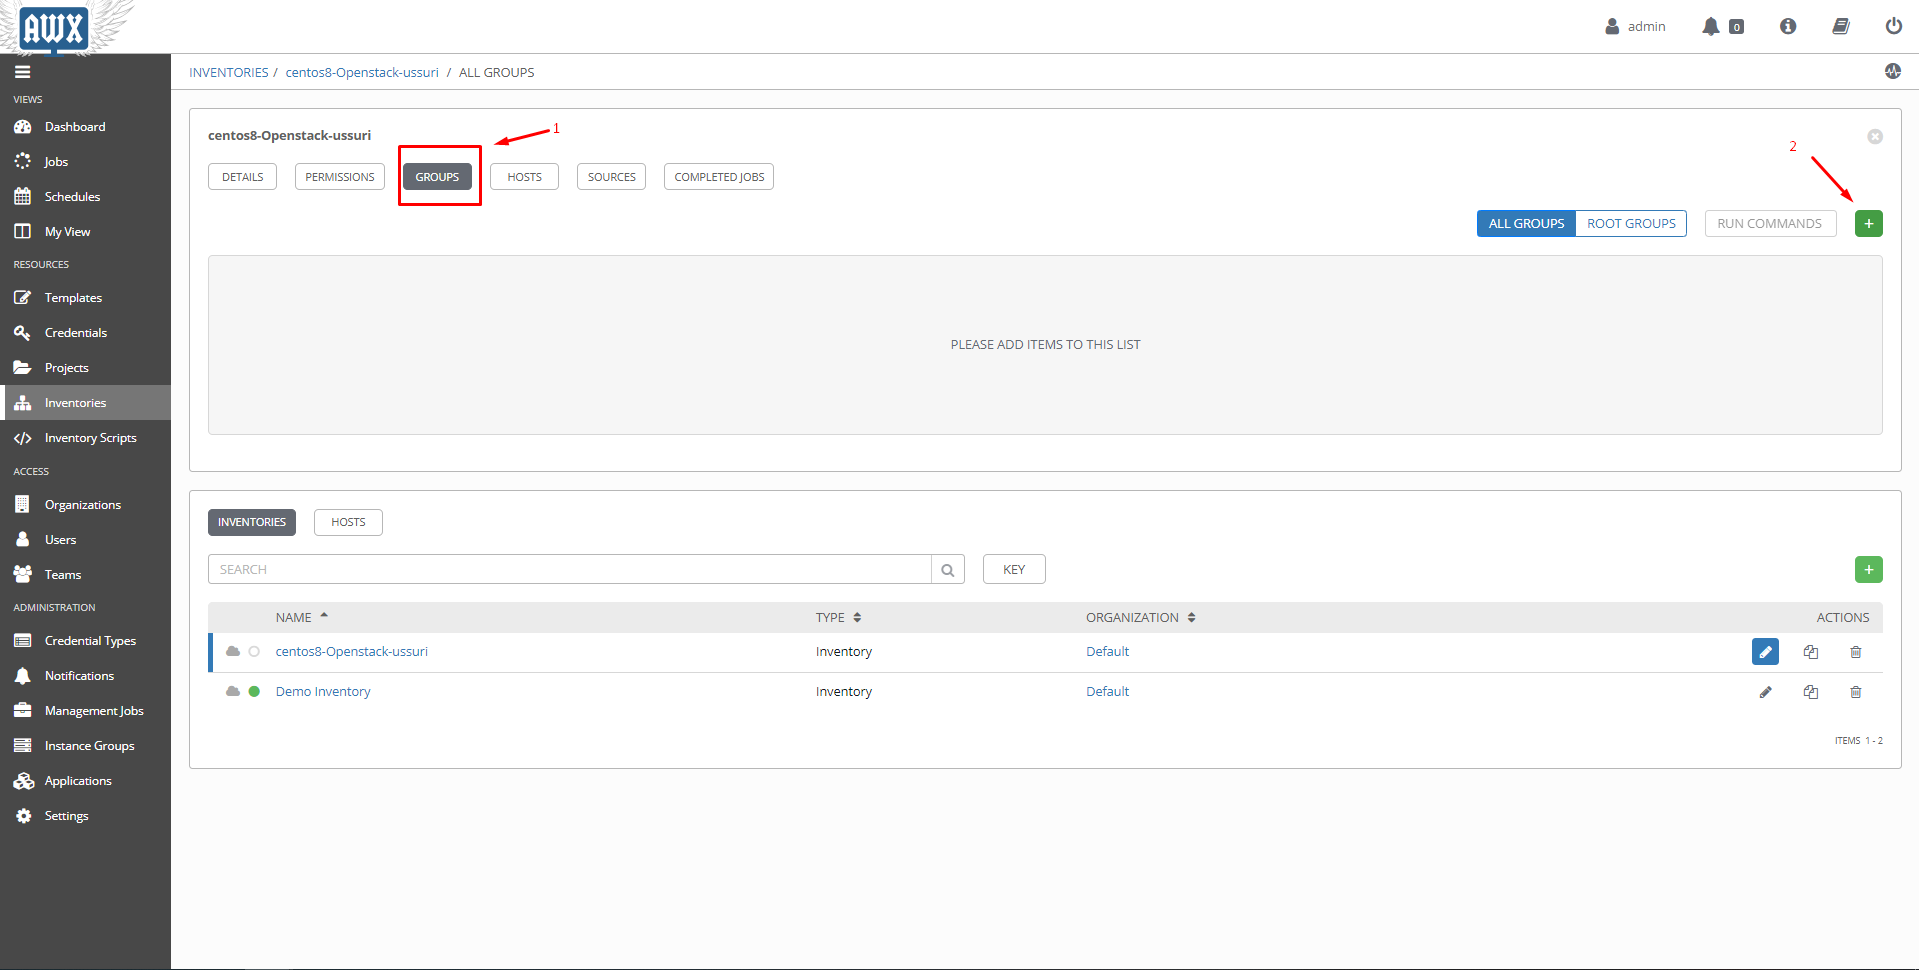 AWX
admin
0
INVENTORIES / centos8-Openstack-ussuri / ALL GROUPS
VIEWS
Dashboard
Jobs
Schedules
My View
RESOURCES
Templates
Credentials
Projects
Inventories
Inventory Scripts
ACCESS
Organizations
Users
Teams
ADMINISTRATION
Credential Types
Notifications
Management Jobs
Instance Groups
Applications
Settings
centos8-Openstack-ussuri
1
2
DETAILS PERMISSIONS GROUPS HOSTS SOURCES COMPLETED JOBS
ALL GROUPS ROOT GROUPS RUN COMMANDS +
PLEASE ADD ITEMS TO THIS LIST
INVENTORIES HOSTS
SEARCH KEY +
NAME TYPE ORGANIZATION ACTIONS
centos8-Openstack-ussuri Inventory Default
Demo Inventory Inventory Default
ITEMS 1 - 2